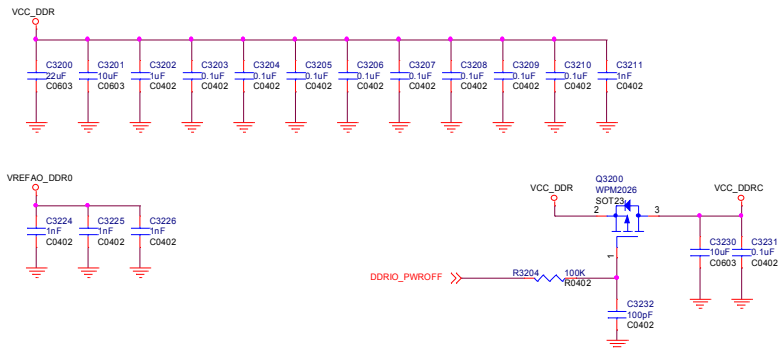 VCC_DDR
C3200
22uF
C0603
C3201
10uF
C0603
C3202
1uF
C0402
C3203
0.1uF
C0402
C3204
0.1uF
C0402
C3205
0.1uF
C0402
C3206
0.1uF
C0402
C3207
0.1uF
C0402
C3208
0.1uF
C0402
C3209
0.1uF
C0402
C3210
0.1uF
C0402
C3211
1nF
C0402
VREFAO_DDR0
C3224
1nF
C0402
C3225
1nF
C0402
C3226
1nF
C0402
Q3200
WPM2026
SOT23
VCC_DDR
VCC_DDRC
2
3
1
C3230
10uF
C0603
C3231
0.1uF
C0402
DDRIO_PWROFF
R3204
100K
R0402
C3232
100pF
C0402